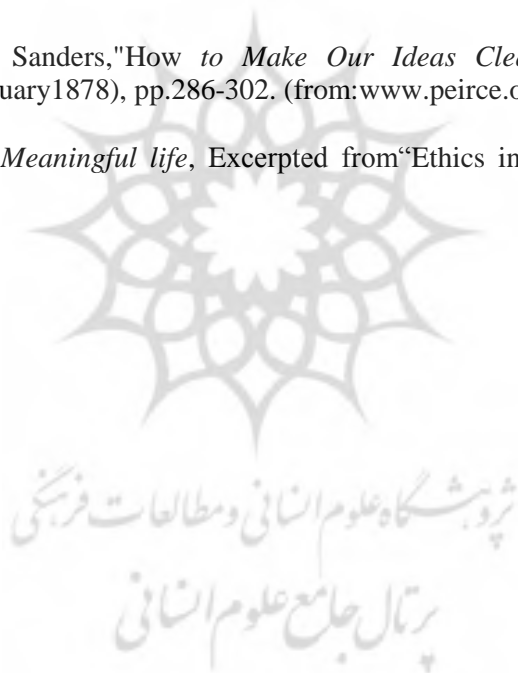 Sanders,"How to Make Our Ideas Clea
uary1878), pp.286-302. (from:www.peirce.o
Meaningful life, Excerpted from“Ethics in
پژوهشگاه علوم انسانی و مطالعات فرهنگی
پرتال جامع علوم انسانی